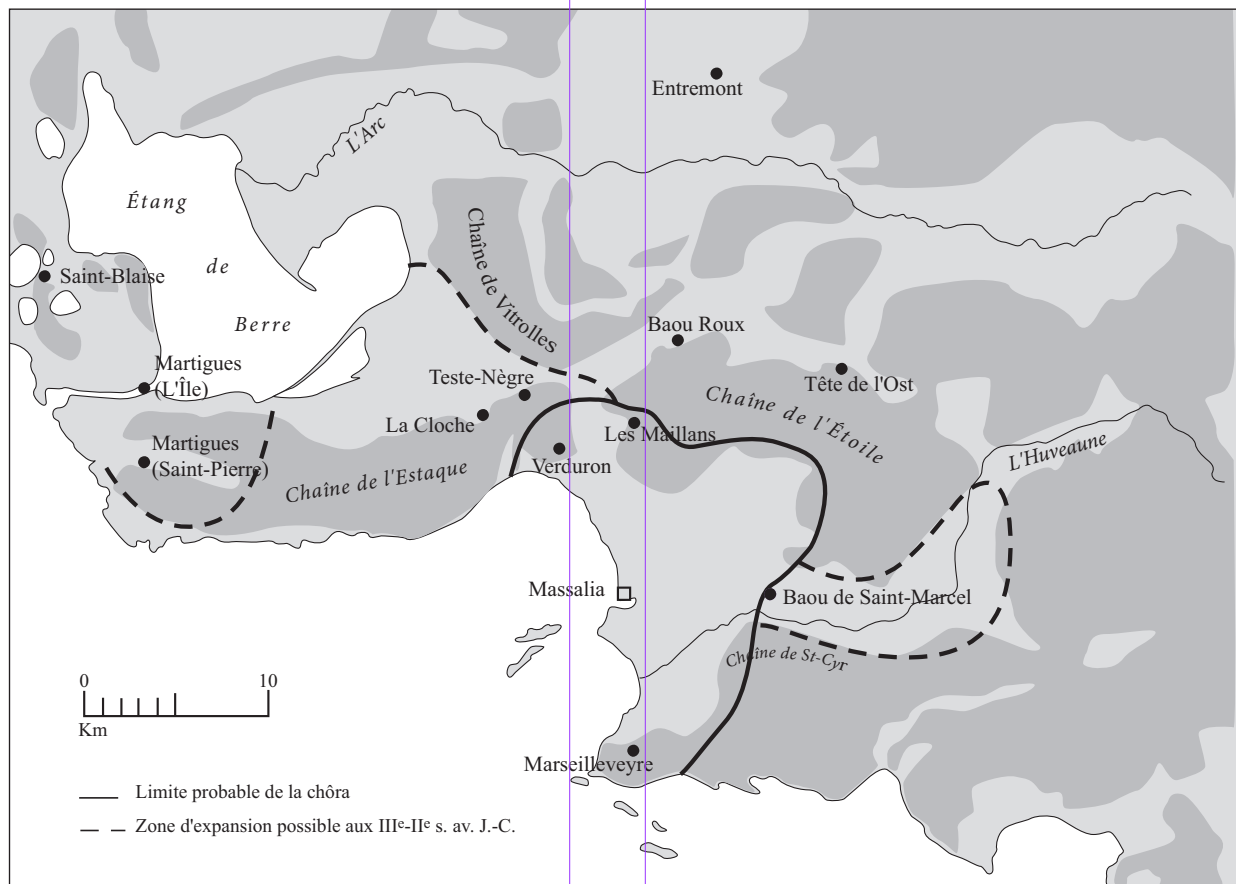 Entremont
L'Arc
Étang
de
Berre
Chaîne de Vitrolles
Saint-Blaise
Baou Roux
Martigues
(L'Île)
Teste-Nègre
Tête de l'Ost
La Cloche
Chaîne de l'Étoile
Les Maillans
Martigues
(Saint-Pierre)
Verduron
L'Huveaune
Chaîne de l'Estaque
Massalia
Baou de Saint-Marcel
Chaîne de St-Cyr
0 10
Km
Marseilleveyre
Limite probable de la chôra
Zone d'expansion possible aux IIIe-IIe s. av. J.-C.